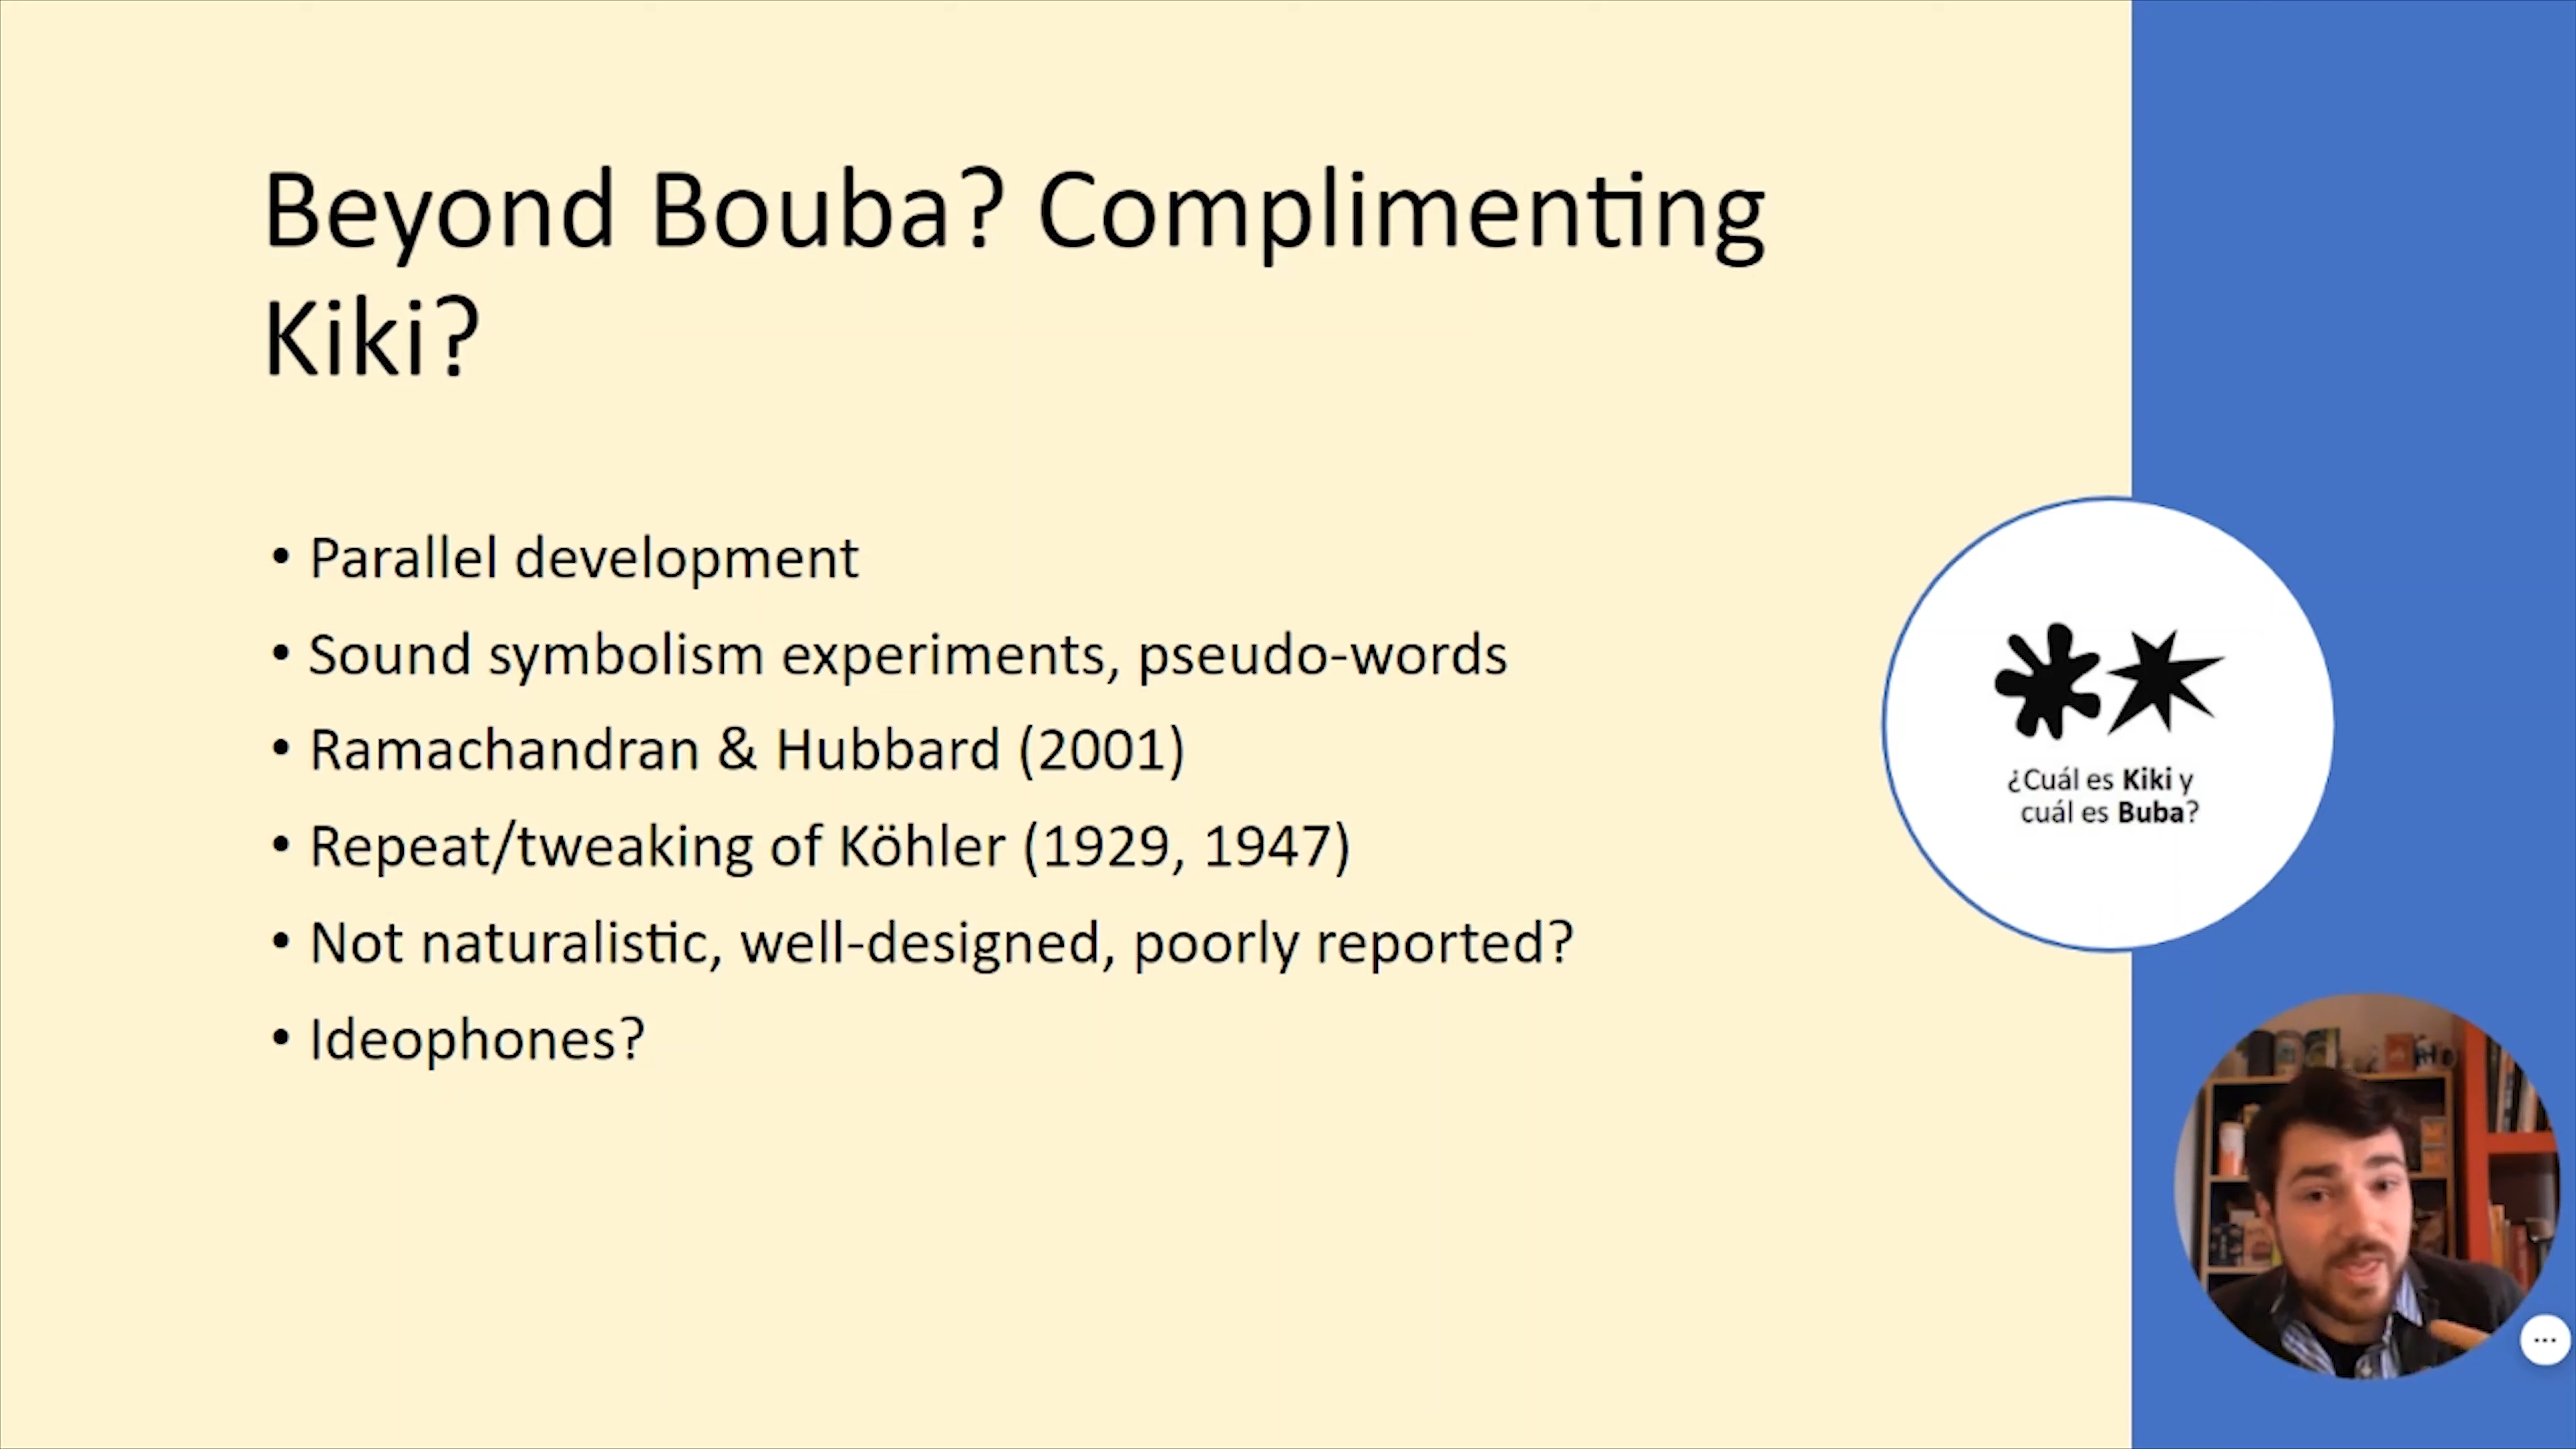 Beyond Bouba? Complimenting
Kiki?
• Parallel development
• Sound symbolism experiments, pseudo-words
• Ramachandran & Hubbard (2001)
• Repeat/tweaking of Köhler (1929, 1947)
• Not naturalistic, well-designed, poorly reported?
• Ideophones?
¿Cuál es Kiki y
cuál es Buba?